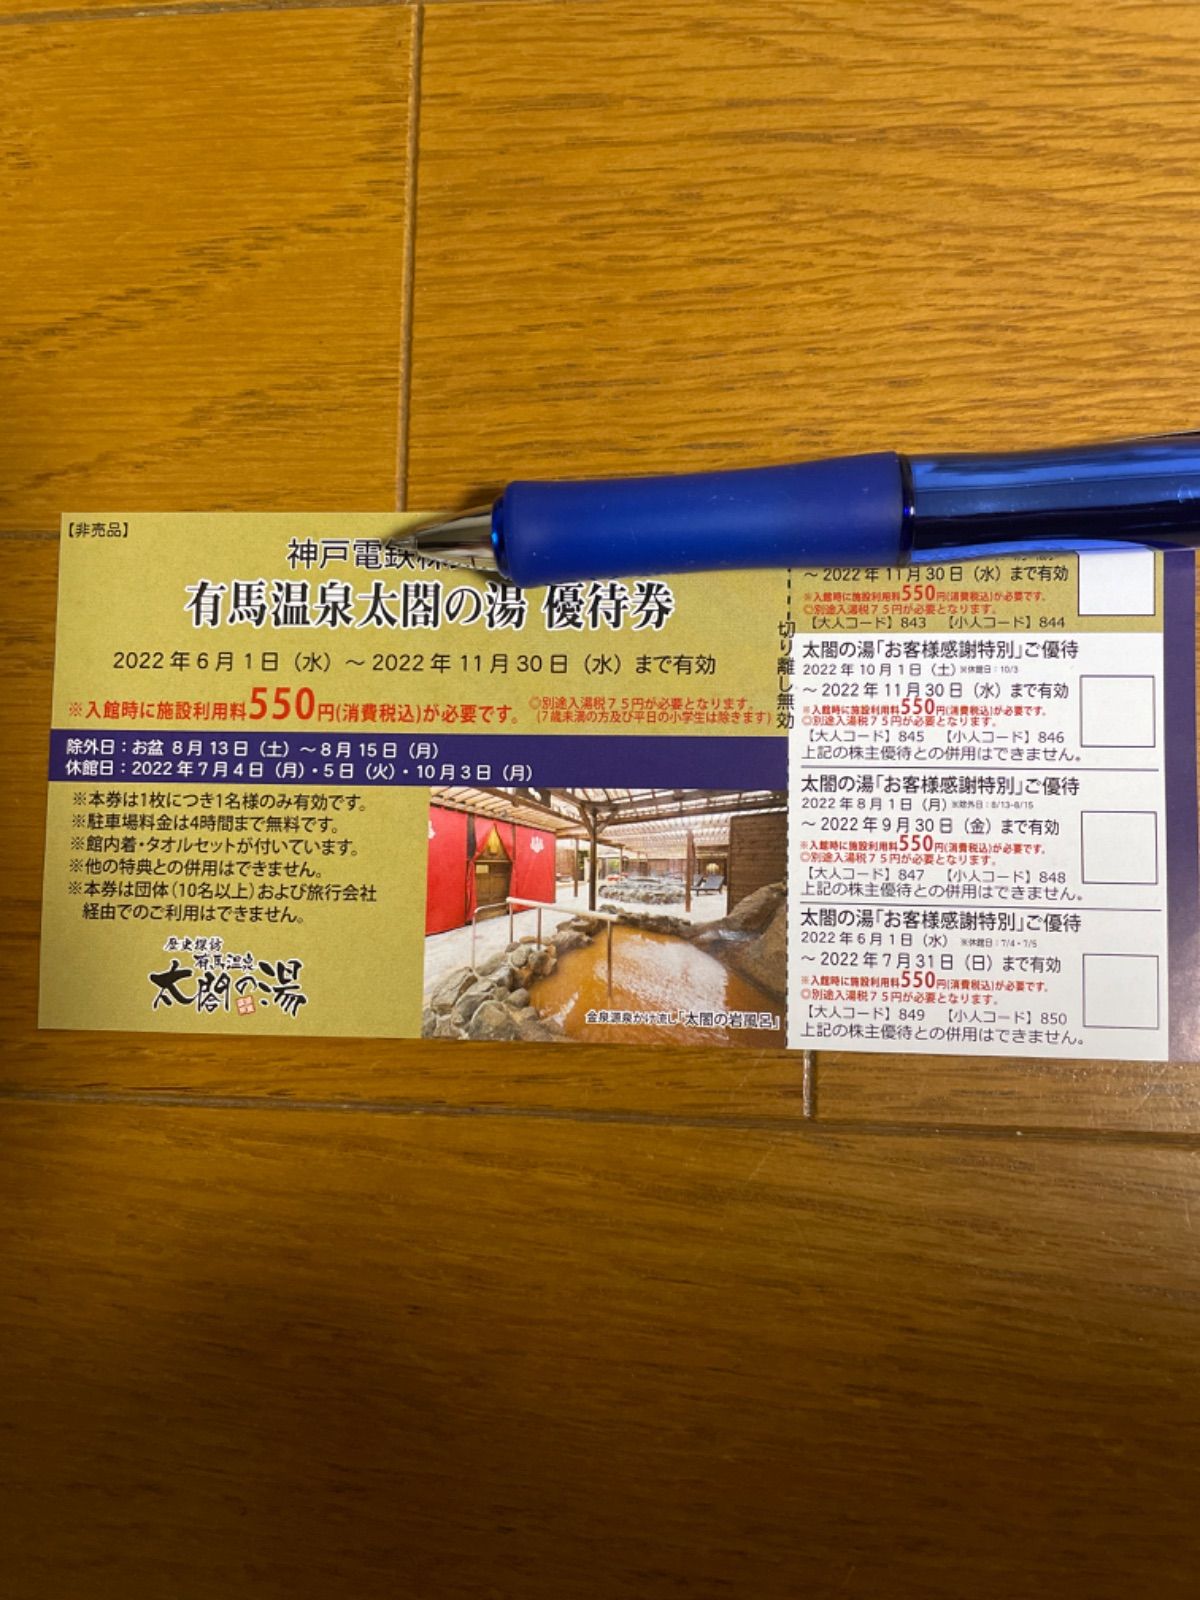 【非売品】
神戸電鉄株
有馬温泉太閤の湯 優待券
2022年6月1日（水）～2022年11月30日（水）まで有効
※入館時に施設利用料550円(消費税込)が必要です。
◎別途入湯税７５円が必要となります。
(7歳未満の方及び平日の小学生は除きます)
除外日：お盆 8月13日（土）～8月15日（月）
休館日：2022年7月4日（月）・5日（火）・10月3日（月）
※本券は1枚につき1名様のみ有効です。
※駐車場料金は4時間まで無料です。
※館内着・タオルセットが付いています。
※他の特典との併用はできません。
※本券は団体（10名以上）および旅行会社
経由でのご利用はできません。
歴史探訪
有馬温泉
太閤の湯
金泉源泉かけ流し「太閤の岩風呂」
切り離し無効
～2022年11月30日（水）まで有効
※入館時に施設利用料550円(消費税込)が必要です。
◎別途入湯税７５円が必要となります。
【大人コード】843 【小人コード】844
太閤の湯「お客様感謝特別」ご優待
2022年10月1日（土）※休館日：10/3
～2022年11月30日（水）まで有効
※入館時に施設利用料550円(消費税込)が必要です。
◎別途入湯税７５円が必要となります。
【大人コード】845 【小人コード】846
上記の株主優待との併用はできません。
太閤の湯「お客様感謝特別」ご優待
2022年8月1日（月）※除外日：8/13-8/15
～2022年9月30日（金）まで有効
※入館時に施設利用料550円(消費税込)が必要です。
◎別途入湯税７５円が必要となります。
【大人コード】847 【小人コード】848
上記の株主優待との併用はできません。
太閤の湯「お客様感謝特別」ご優待
2022年6月1日（水） ※休館日：7/4・7/5
～2022年7月31日（日）まで有効
※入館時に施設利用料550円(消費税込)が必要です。
◎別途入湯税７５円が必要となります。
【大人コード】849 【小人コード】850
上記の株主優待との併用はできません。